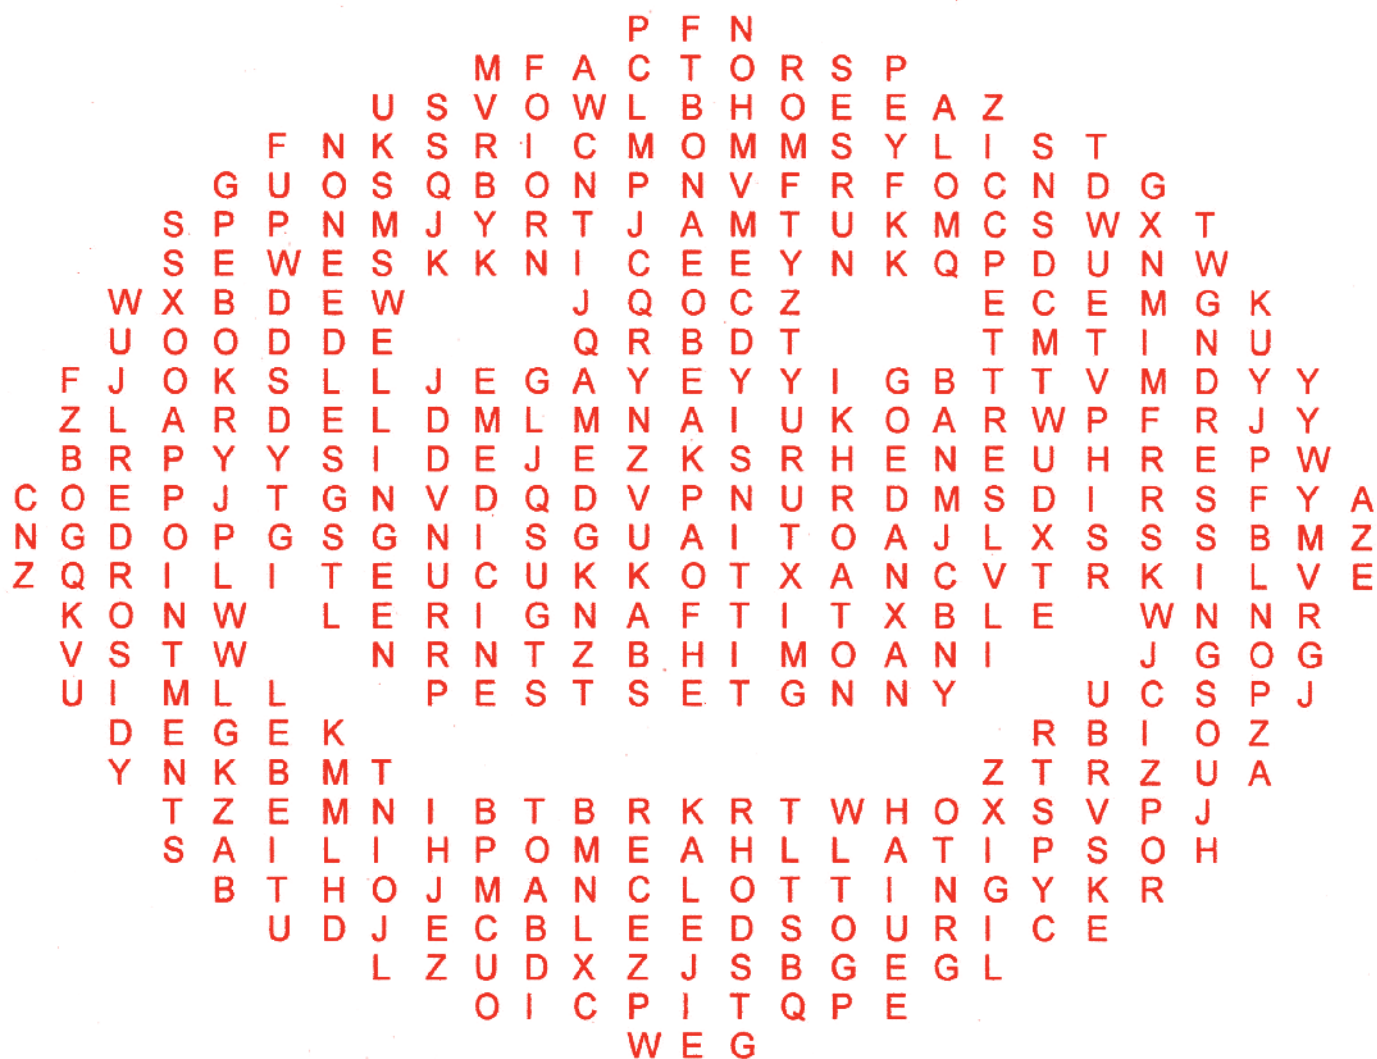 P F N
M F A C T O R S P
U S V O W L B H O E E A Z
F N K S R I C M O M M S Y L I S T
G U O S Q B O N P N V F R F O C N D G
S P P N M J Y R T J A M T U K M C S W X T
S E W E S K K N I C E E Y N K Q P D U N W
W X B D E W J Q O C Z E C E M G K
U O O D D E Q R B D T T M T I N U
F J O K S L L J E G A Y E Y Y I G B T T V M D Y Y
Z L A R D E L D M L M N A I U K O A R W P F R J Y
B R P Y Y S I D E J E Z K S R H E N E U H R E P W
C O E P J T G N V D Q D V P N U R D M S D I R S F Y A
N G D O P G S G N I S G U A I T O A J L X S S S B M Z
Z Q R I L I T E U C U K K O T X A N C V T R K I L V E
K O N W L E R I G N A F T I T X B L E W N N R
V S T W N R N T Z B H I M O A N I J G O G
U I M L L P E S T S E T G N N Y U C S P J
D E G E K R B I O Z
Y N K B M T Z T R Z U A
T Z E M N I B T B R K R T W H O X S V P J
S A I L I H P O M E A H L L A T I P S O H
B T H O J M A N C L O T T I N G Y K R
U D J E C B L E E D S O U R I C E
L Z U D X Z J S B G E G L
O I C P I T Q P E
W E G